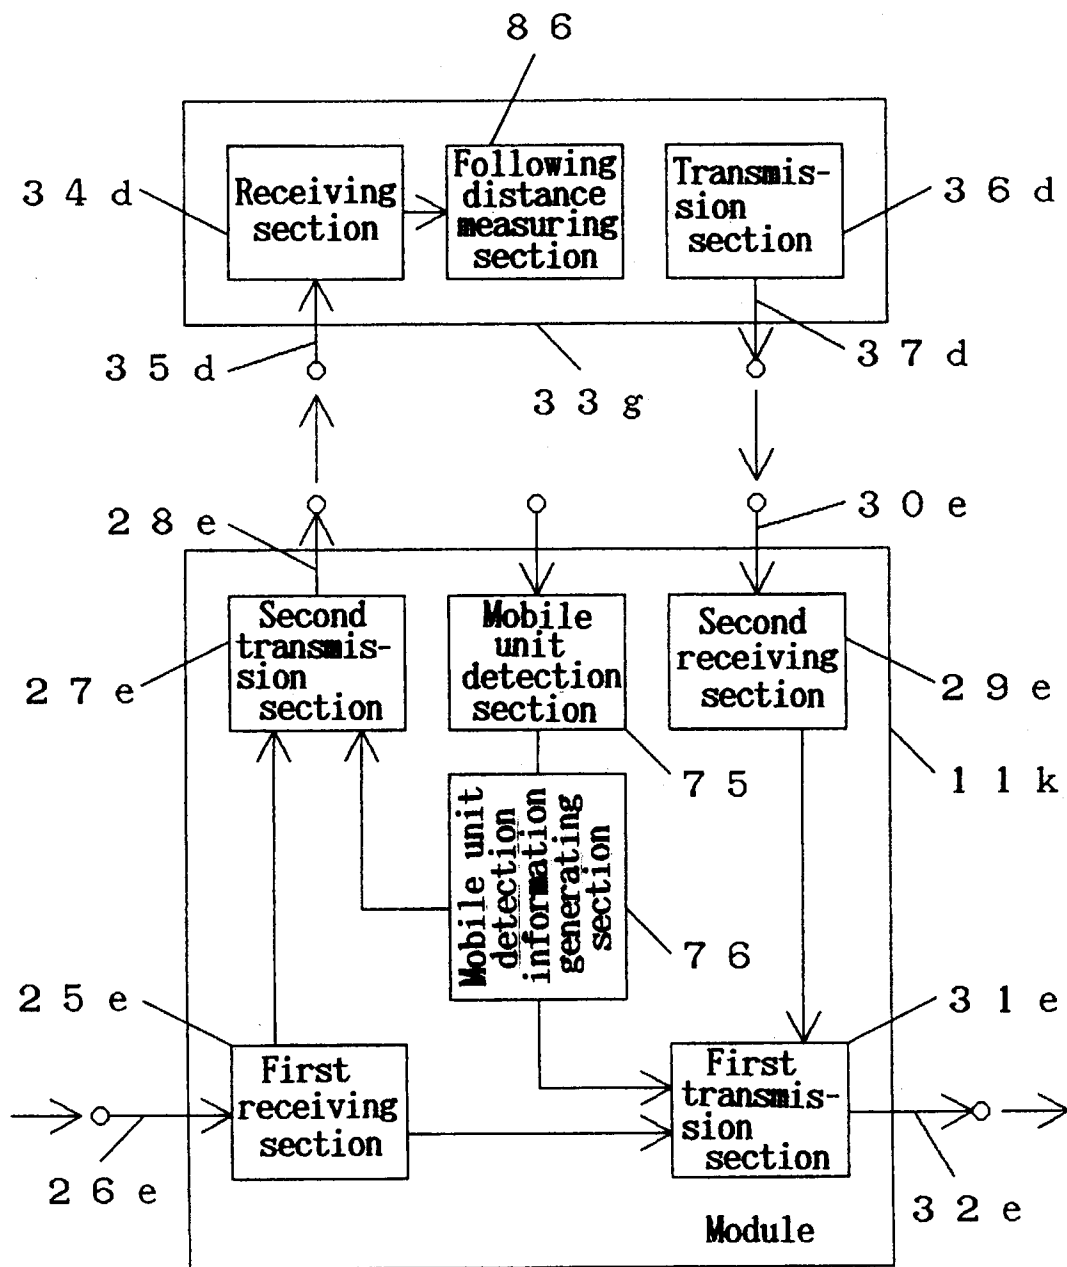 8 6
Receiving
section
Following
distance
measuring
section
Transmis-
sion
section
3 4 d
3 6 d
3 5 d
3 3 g
3 7 d
2 8 e
3 0 e
Second
transmis-
sion
section
Mobile
unit
detection
section
Second
receiving
section
2 7 e
2 9 e
7 5
1 1 k
Mobile unit
detection
information
generating
section
7 6
2 5 e
3 1 e
First
receiving
section
First
transmis-
sion
section
2 6 e
3 2 e
Module